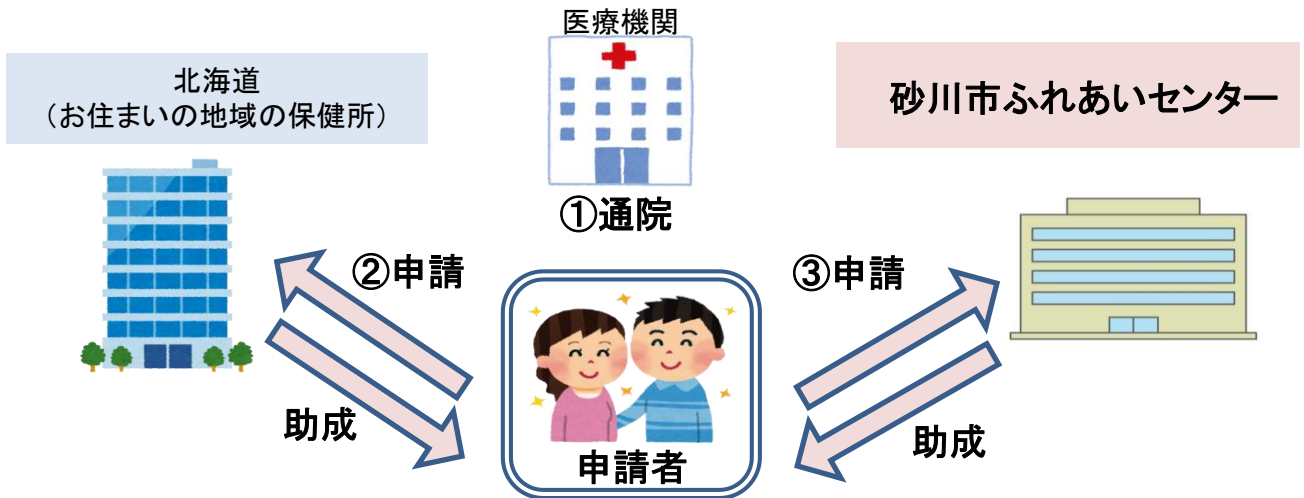 医療機関
北海道
（お住まいの地域の保健所）
砂川市ふれあいセンター
①通院
②申請
③申請
助成
助成
申請者